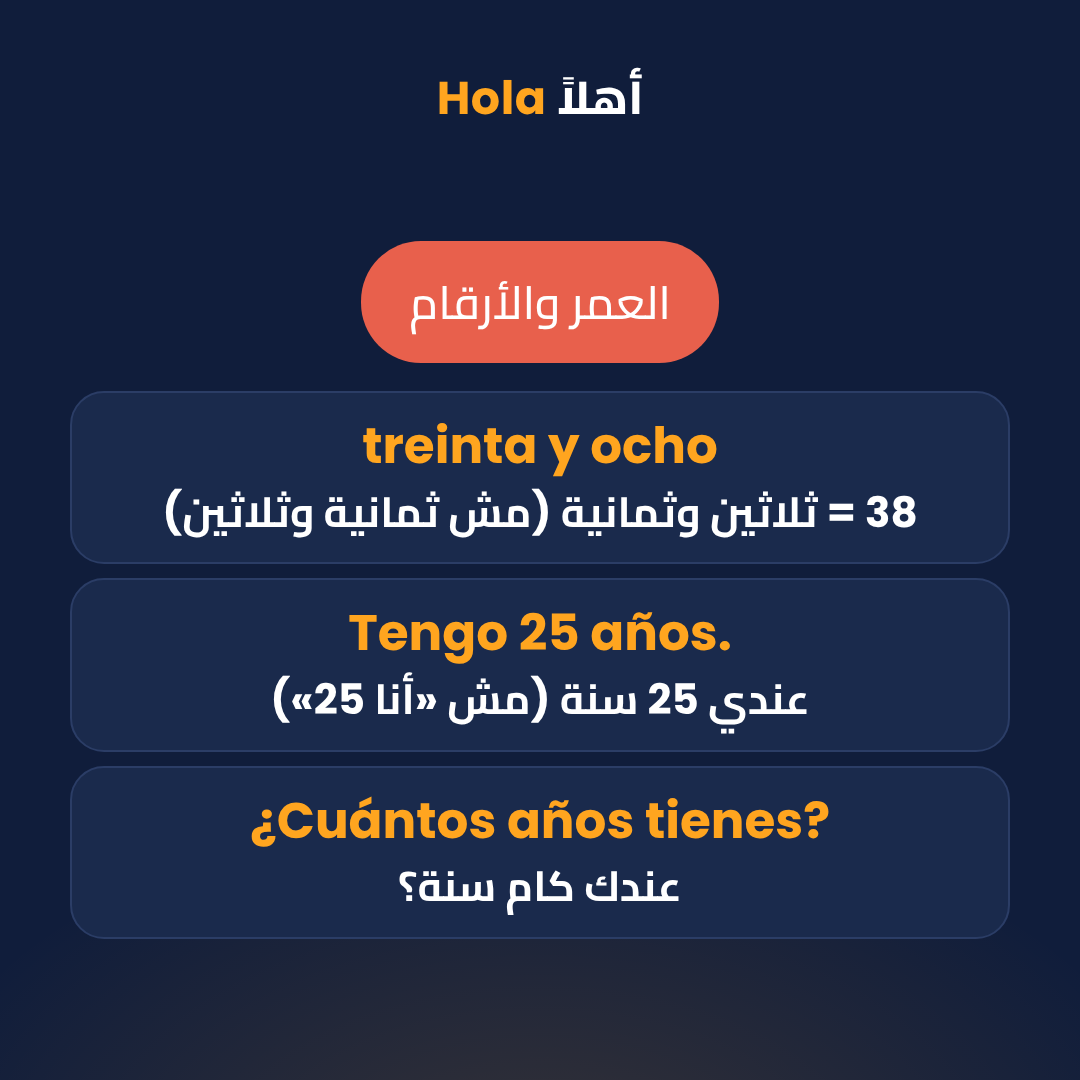 أهلاً Hola
العمر والأرقام
treinta y ocho
38 = ثلاثين وثمانية (مش ثمانية وثلاثين)
Tengo 25 años.
عندي 25 سنة (مش «أنا 25»)
¿Cuántos años tienes?
عندك كام سنة؟